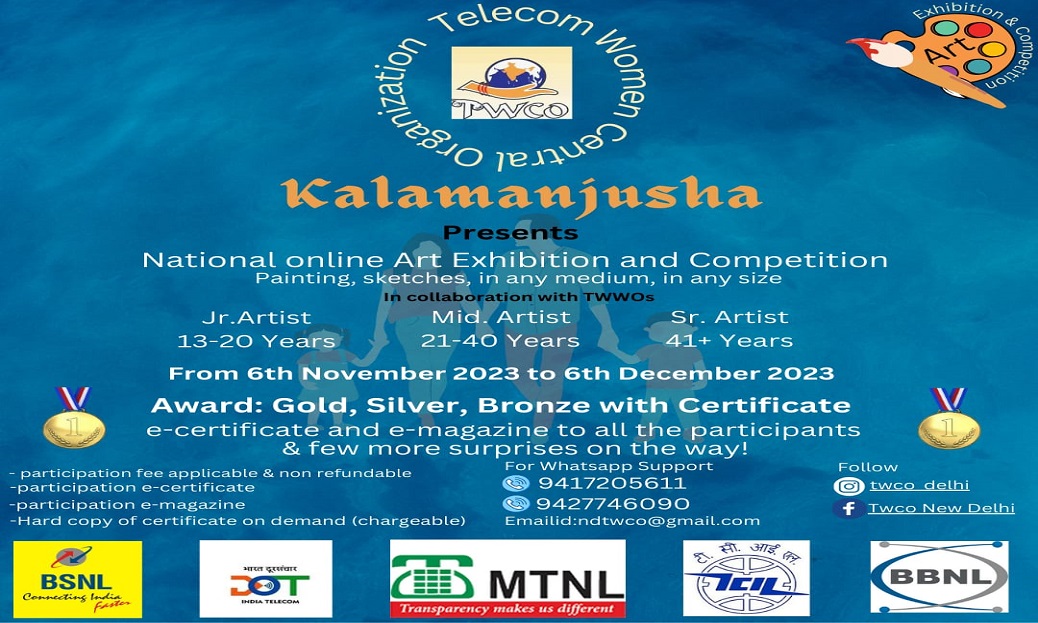 Telecom Women Central Organization
TWCO
Exhibition & Competition
Art
Kalamanjusha
Presents
National online Art Exhibition and Competition
Painting, sketches, in any medium, in any size
In collaboration with TWWOs
Jr.Artist
Mid. Artist
Sr. Artist
13-20 Years
21-40 Years
41+ Years
From 6th November 2023 to 6th December 2023
Award: Gold, Silver, Bronze with Certificate
e-certificate and e-magazine to all the participants
& few more surprises on the way!
1
1
- participation fee applicable & non refundable
-participation e-certificate
-participation e-magazine
-Hard copy of certificate on demand (chargeable)
For Whatsapp Support
9417205611
9427746090
Emailid:ndtwco@gmail.com
Follow
twco_delhi
Twco New Delhi
BSNL
Connecting India
Faster
भारत दूरसंचार
DOT
INDIA TELECOM
MTNL
Transparency makes us different
टी. सी. आई. एल.
TCIL
BBNL